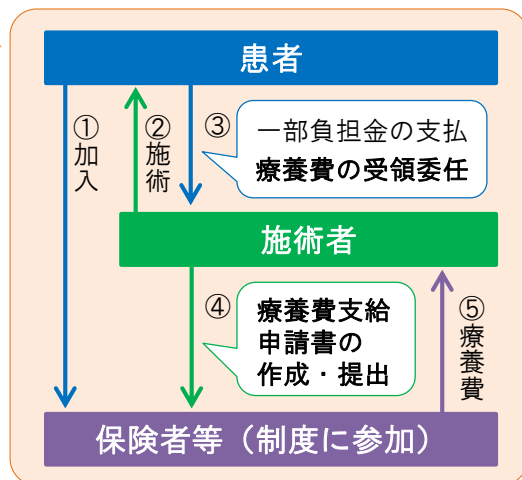 患者
①加入
②施術
③
一部負担金の支払
療養費の受領委任
施術者
④
療養費支給
申請書の
作成・提出
⑤療養費
保険者等（制度に参加）